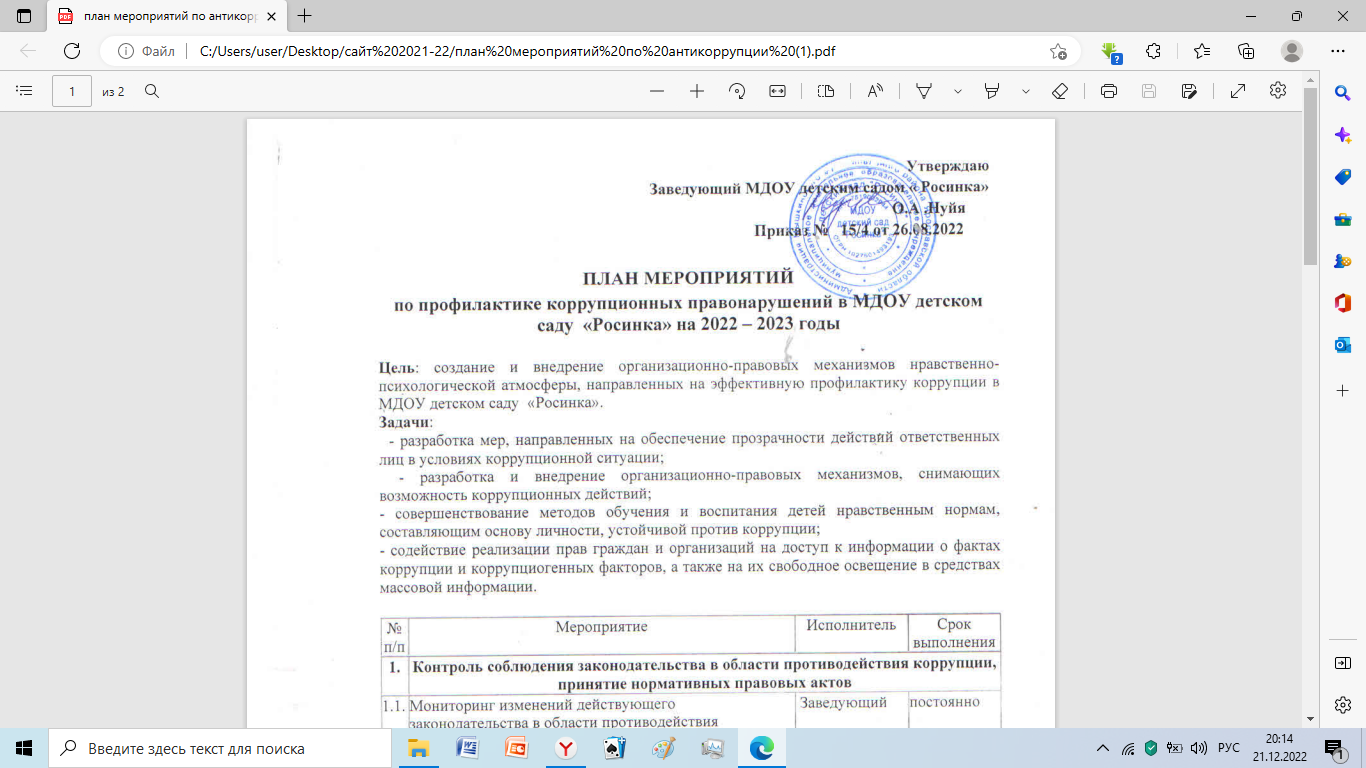 план мероприятий по антикорр
Файл
C:/Users/user/Desktop/сайт%202021-22/план%20мероприятий%20по%20антикоррупции%20(1).pdf
1
из 2
Утверждаю
Заведующий МДОУ детским садом « Росинка»
О.А .Нуйя
Приказ № 15/4 от 26.08.2022
МДОУ
детский сад
ПЛАН МЕРОПРИЯТИЙ
по профилактике коррупционных правонарушений в МДОУ детском
саду «Росинка» на 2022 – 2023 годы
Цель: создание и внедрение организационно-правовых механизмов нравственно-
психологической атмосферы, направленных на эффективную профилактику коррупции в
МДОУ детском саду «Росинка».
Задачи:
- разработка мер, направленных на обеспечение прозрачности действий ответственных
лиц в условиях коррупционной ситуации;
- разработка и внедрение организационно-правовых механизмов, снимающих
возможность коррупционных действий;
- совершенствование методов обучения и воспитания детей нравственным нормам,
составляющим основу личности, устойчивой против коррупции;
- содействие реализации прав граждан и организаций на доступ к информации о фактах
коррупции и коррупциогенных факторов, а также на их свободное освещение в средствах
массовой информации.
№ п/п Мероприятие Исполнитель Срок выполнения
1. Контроль соблюдения законодательства в области противодействия коррупции,
принятие нормативных правовых актов
1.1. Мониторинг изменений действующего Заведующий постоянно
законодательства в области противодействия
Введите здесь текст для поиска
РУС
20:14
21.12.2022
1